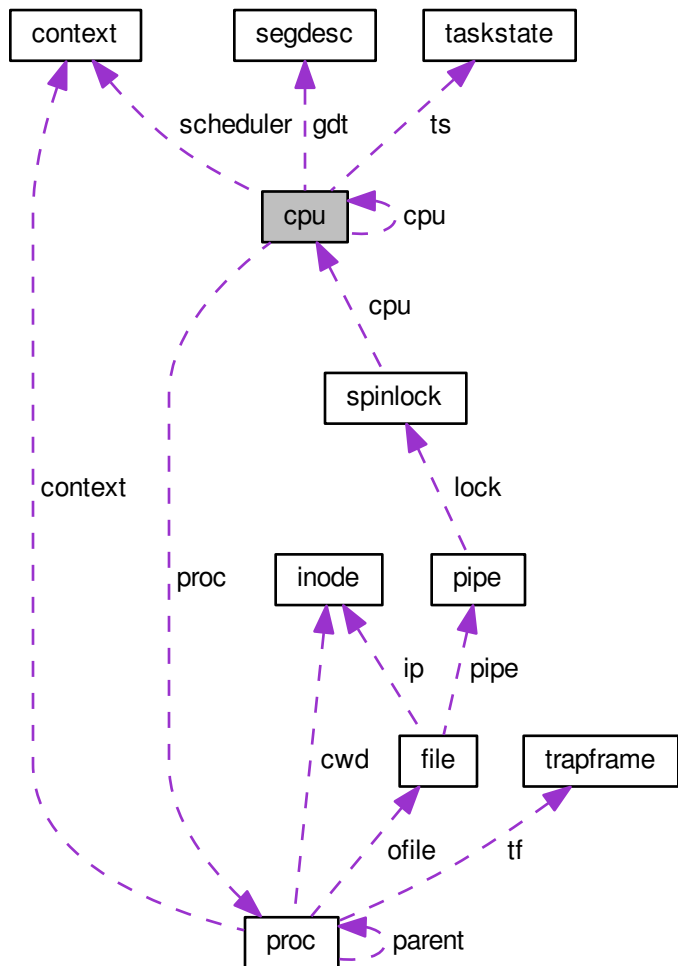 context
segdesc
taskstate
scheduler
gdt
ts
cpu
cpu
cpu
spinlock
context
lock
proc
inode
pipe
ip
pipe
cwd
file
trapframe
ofile
tf
proc
parent